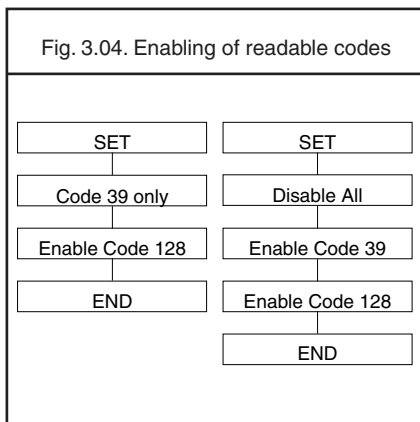 Fig. 3.04. Enabling of readable codes
SET
Code 39 only
Enable Code 128
END
SET
Disable All
Enable Code 39
Enable Code 128
END